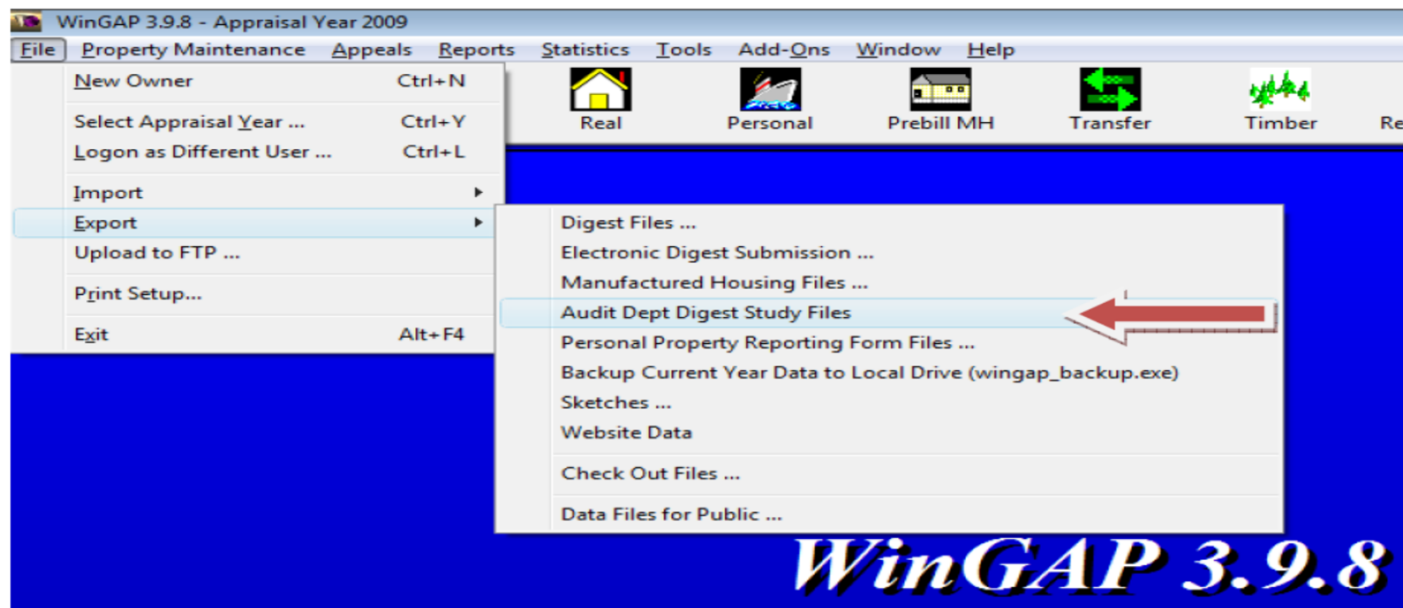 WinGAP 3.9.8 - Appraisal Year 2009
File Property Maintenance Appeals Reports Statistics Tools Add-Ons Window Help
New Owner Ctrl+N
Select Appraisal Year ... Ctrl+Y
Logon as Different User ... Ctrl+L
Import
Export
Upload to FTP ...
Print Setup...
Exit Alt+F4
Real Personal Prebill MH Transfer Timber Re
Digest Files ...
Electronic Digest Submission ...
Manufactured Housing Files ...
Audit Dept Digest Study Files
Personal Property Reporting Form Files ...
Backup Current Year Data to Local Drive (wingap_backup.exe)
Sketches ...
Website Data
Check Out Files ...
Data Files for Public ...
WinGAP 3.9.8